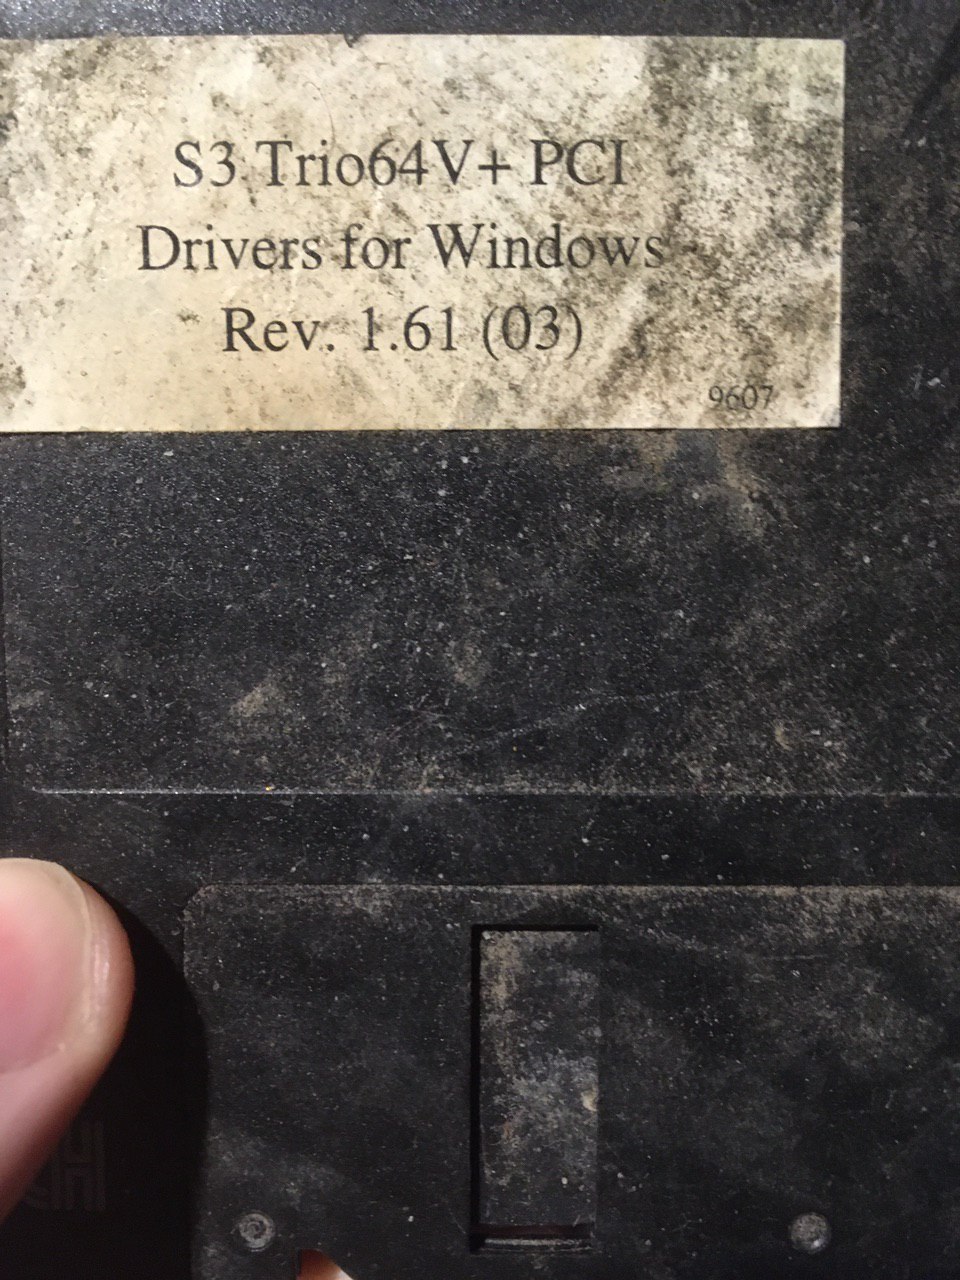 S3 Trio64V+ PCI
Drivers for Windows
Rev. 1.61 (03)
9607